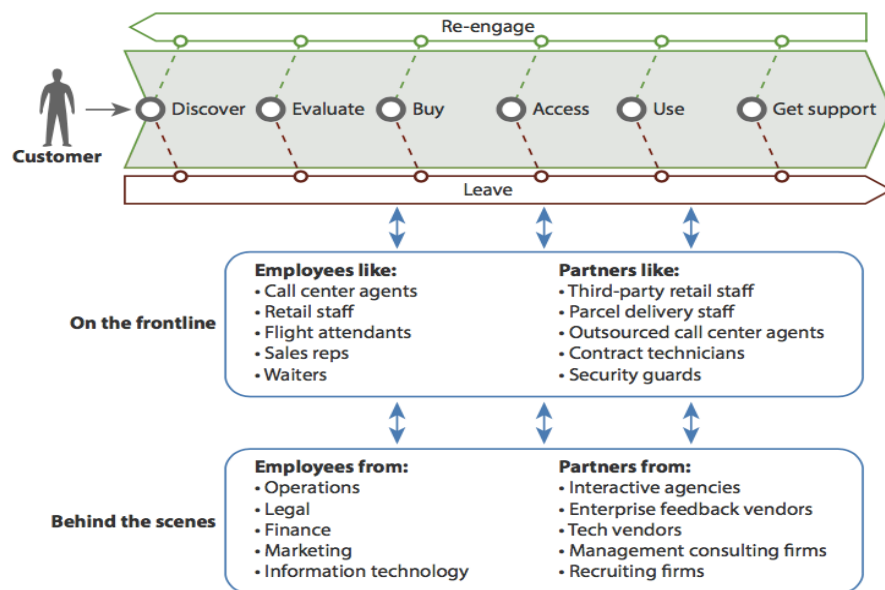 Re-engage
Discover
Evaluate
Buy
Access
Use
Get support
Customer
Leave
On the frontline
Employees like:
• Call center agents
• Retail staff
• Flight attendants
• Sales reps
• Waiters
Partners like:
• Third-party retail staff
• Parcel delivery staff
• Outsourced call center agents
• Contract technicians
• Security guards
Behind the scenes
Employees from:
• Operations
• Legal
• Finance
• Marketing
• Information technology
Partners from:
• Interactive agencies
• Enterprise feedback vendors
• Tech vendors
• Management consulting firms
• Recruiting firms